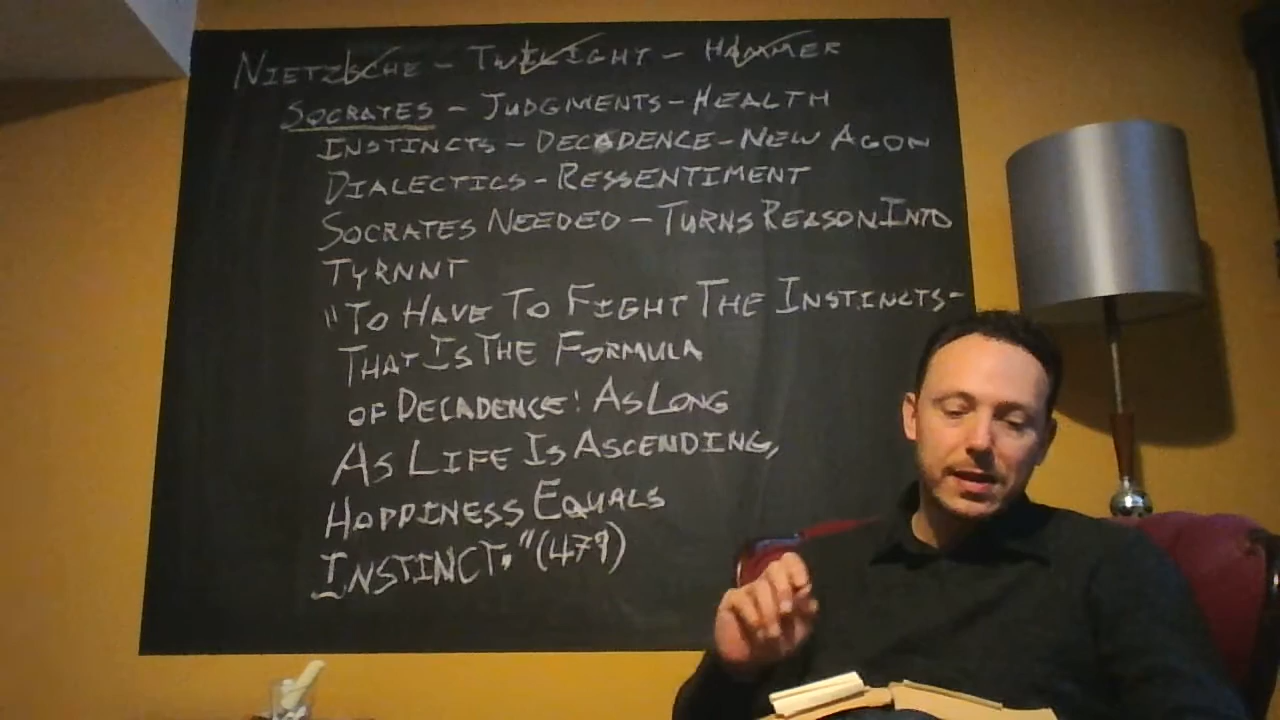 NIETZSCHE - TWILIGHT - HAMMER
SOCRATES - JUDGMENTS - HEALTH
INSTINCTS - DECADENCE - NEW AGON
DIALECTICS - RESSENTIMENT
SOCRATES NEEDED - TURNS REASON INTO
TYRNNT
"TO HAVE TO FIGHT THE INSTINCTS-
THAT IS THE FORMULA
OF DECADENCE: AS LONG
AS LIFE IS ASCENDING,
HAPPINESS EQUALS
INSTINCT." (479)